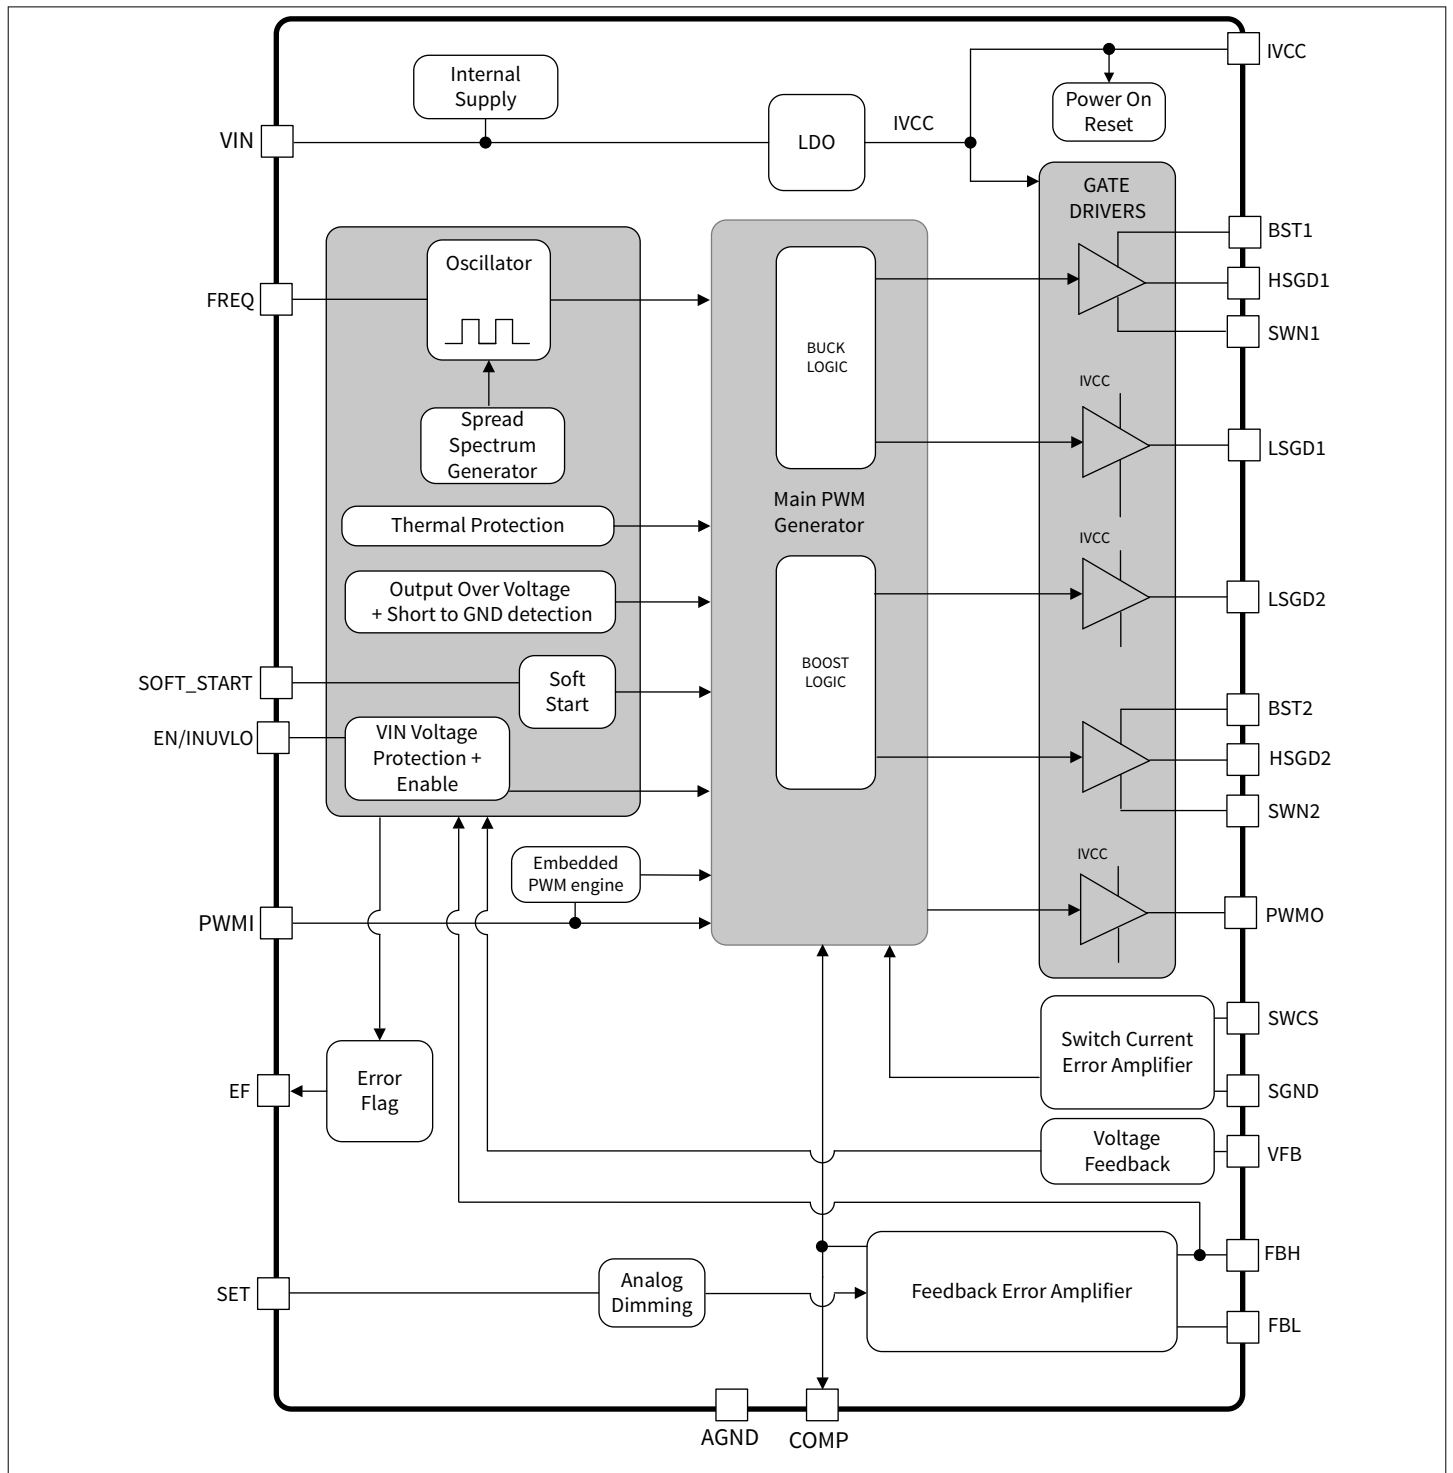 Internal
Supply
IVCC
Power On
Reset
VIN
LDO
IVCC
GATE
DRIVERS
BST1
HSGD1
SWN1
FREQ
Oscillator
Spread
Spectrum
Generator
BUCK
LOGIC
IVCC
LSGD1
Main PWM
Generator
Thermal Protection
IVCC
LSGD2
Output Over Voltage
+ Short to GND detection
SOFT_START
Soft
Start
BOOST
LOGIC
EN/INUVLO
VIN Voltage
Protection +
Enable
BST2
HSGD2
SWN2
Embedded
PWM engine
IVCC
PWMI
PWMO
SWCS
Switch Current
Error Amplifier
SGND
EF
Error
Flag
Voltage
Feedback
VFB
FBH
SET
Analog
Dimming
Feedback Error Amplifier
FBL
AGND
COMP